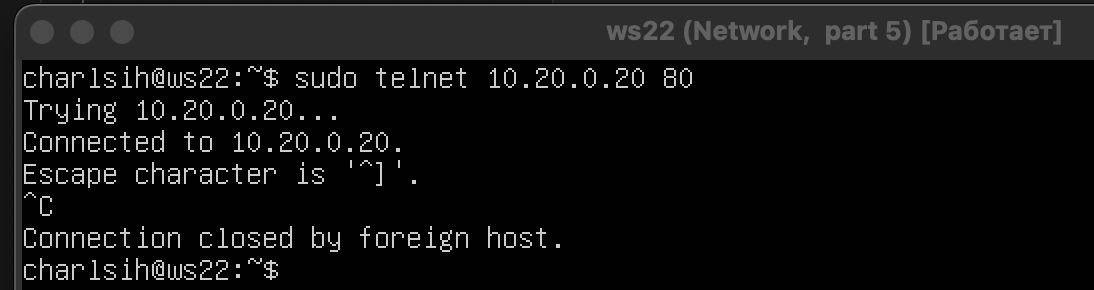 ws22 (Network, part 5) [Работает]
charlsih@ws22:~$ sudo telnet 10.20.0.20 80
Trying 10.20.0.20...
Connected to 10.20.0.20.
Escape character is '^]'.
^C
Connection closed by foreign host.
charlsih@ws22:~$